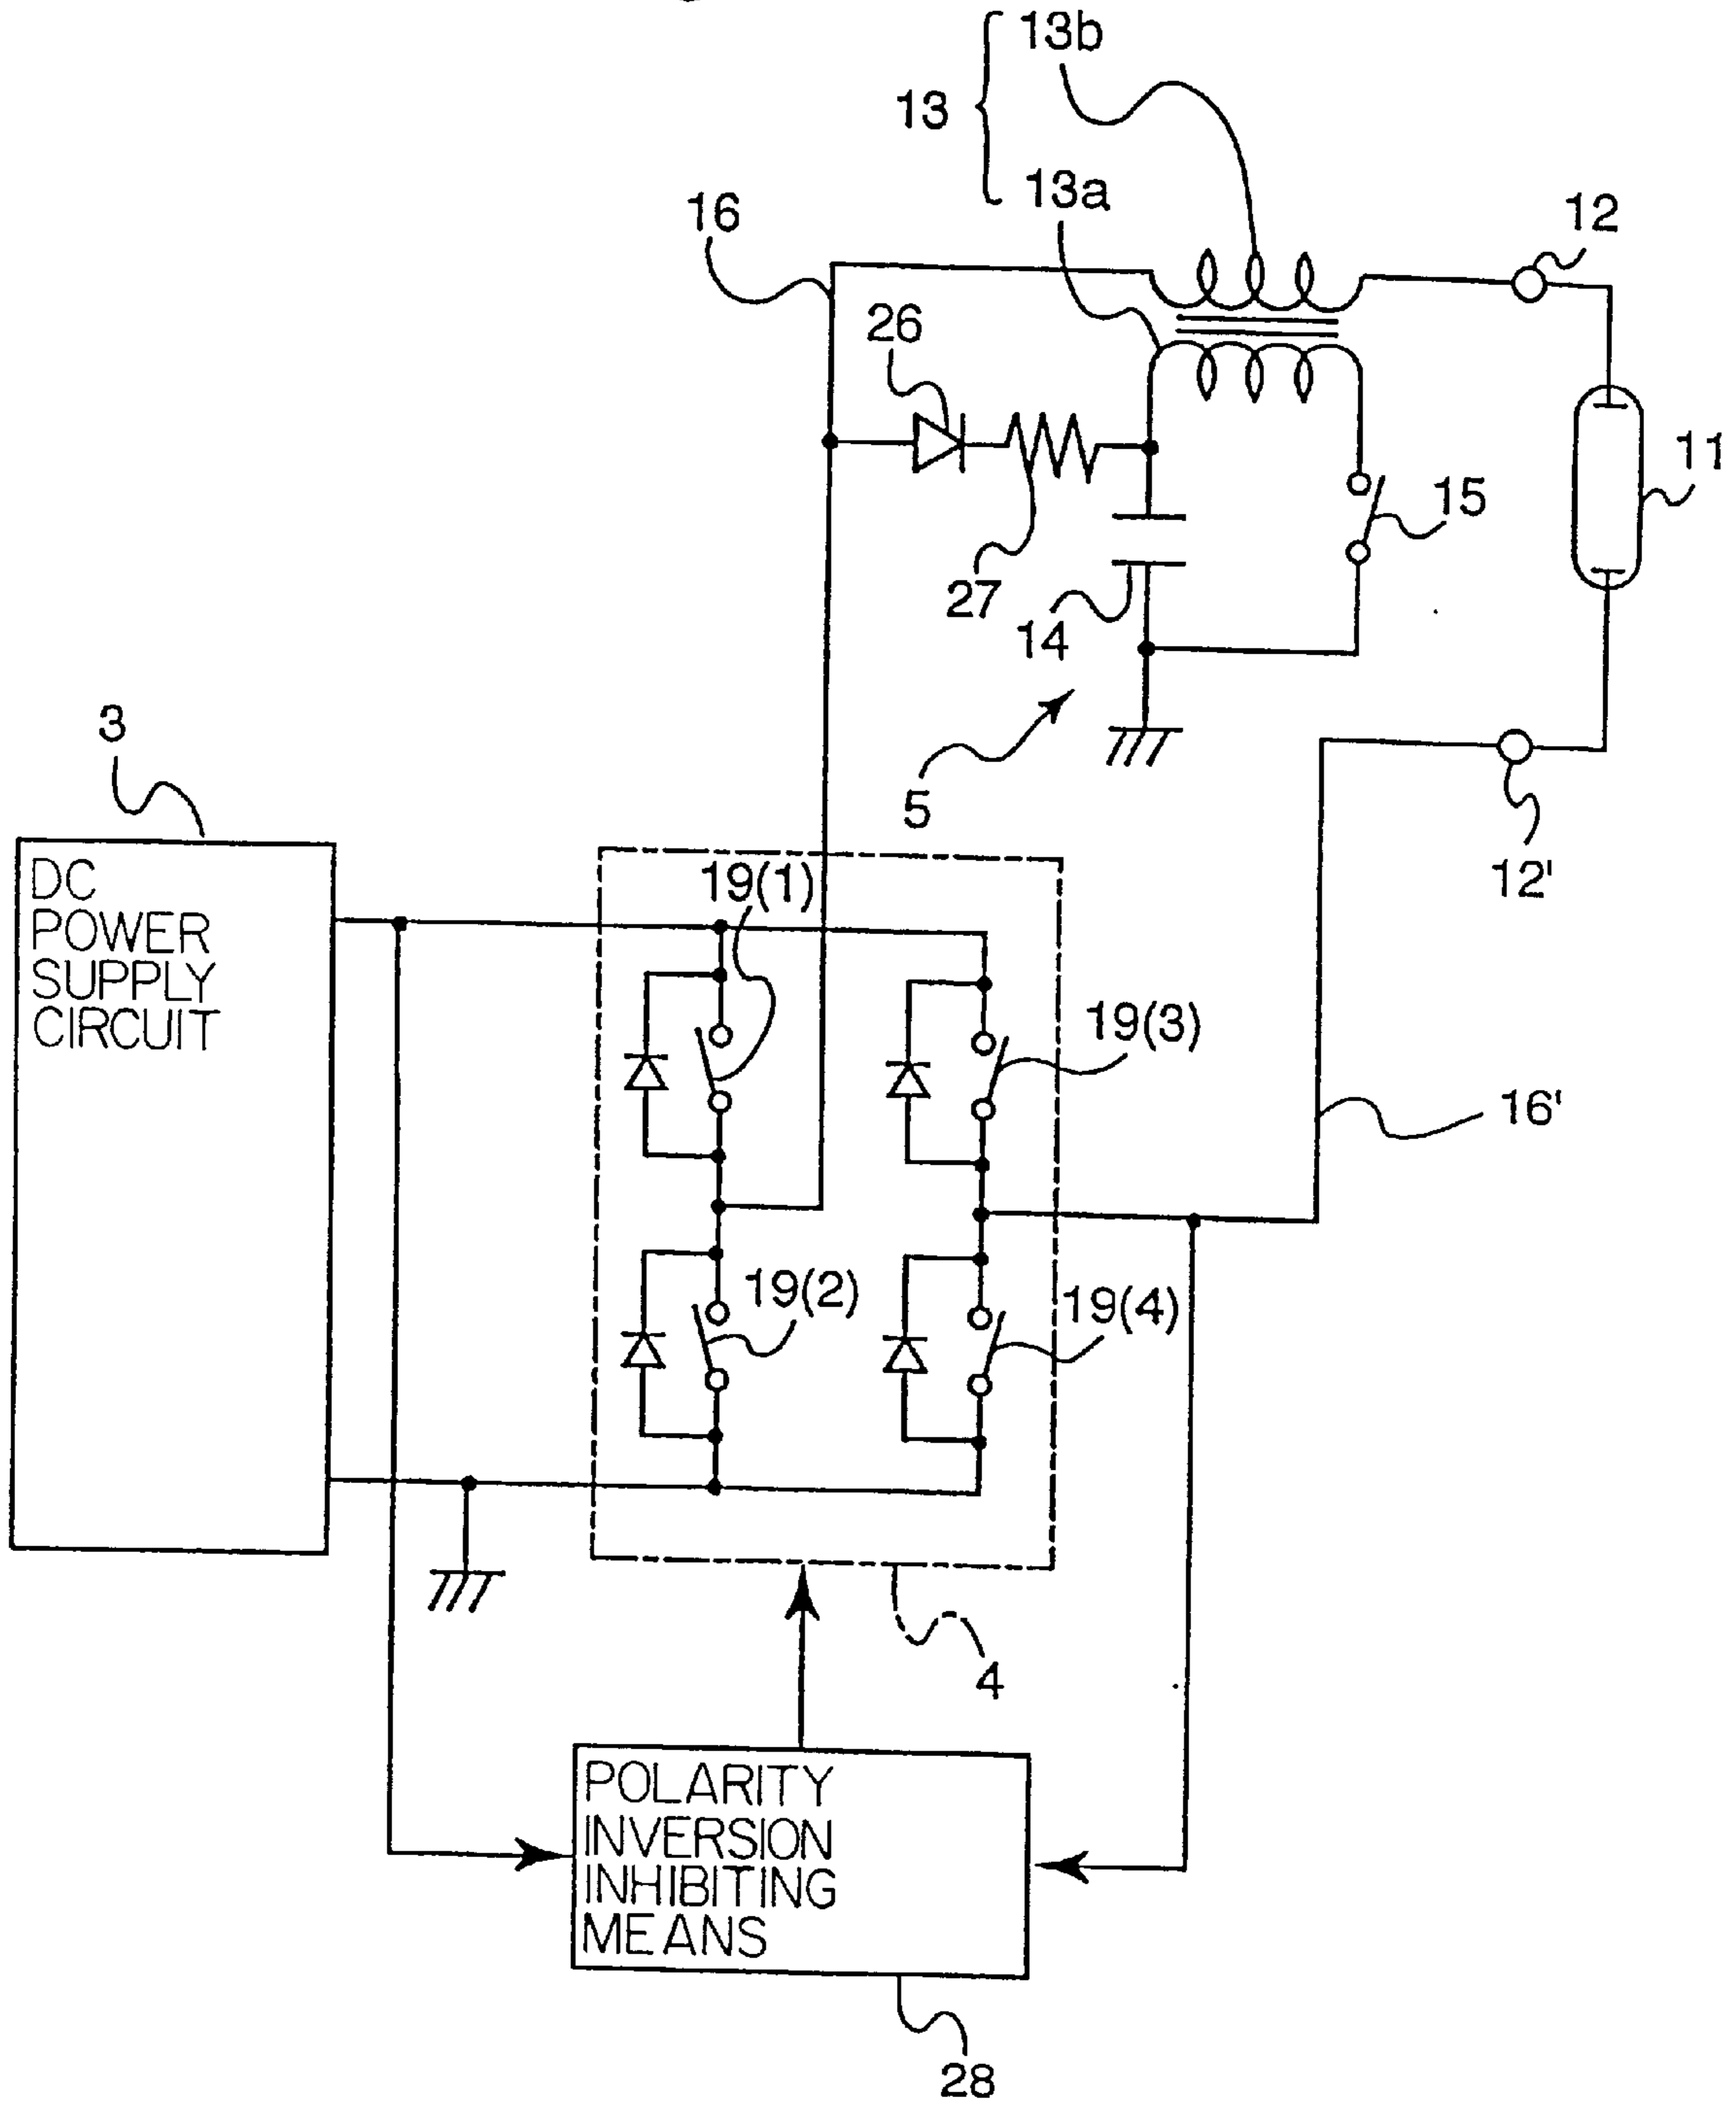 13b
13
13a
16
12
26
11
15
27
14
3
5
12'
DC
POWER
SUPPLY
CIRCUIT
19(1)
19(3)
16'
19(2)
19(4)
4
POLARITY
INVERSION
INHIBITING
MEANS
28